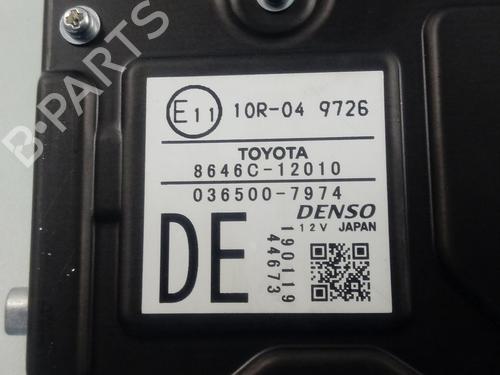 B-PARTS
E11 10R-04 9726
TOYOTA
8646C-12010
036500-7974
DE
DENSO
12V JAPAN
190119
44673